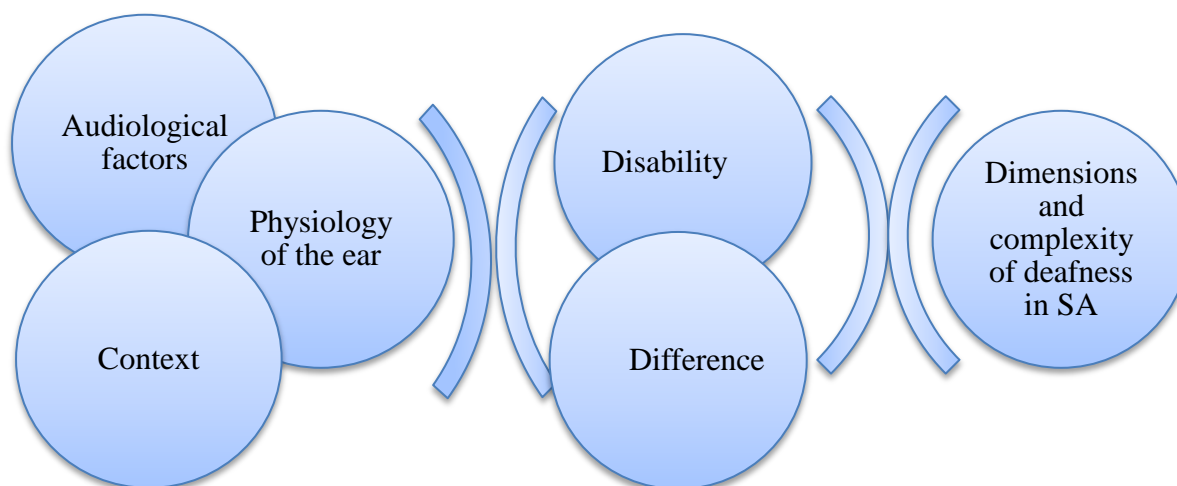 Audiological
factors
Physiology
of the ear
Context
Disability
Difference
Dimensions
and
complexity
of deafness
in SA